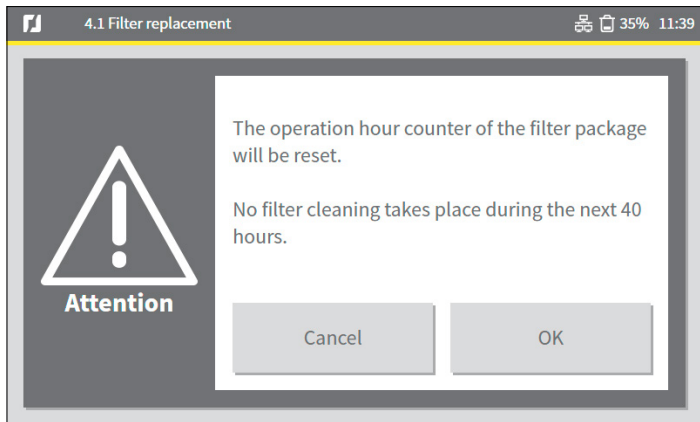 4.1 Filter replacement 35% 11:39
The operation hour counter of the filter package
will be reset.
No filter cleaning takes place during the next 40
hours.
Attention
Cancel OK